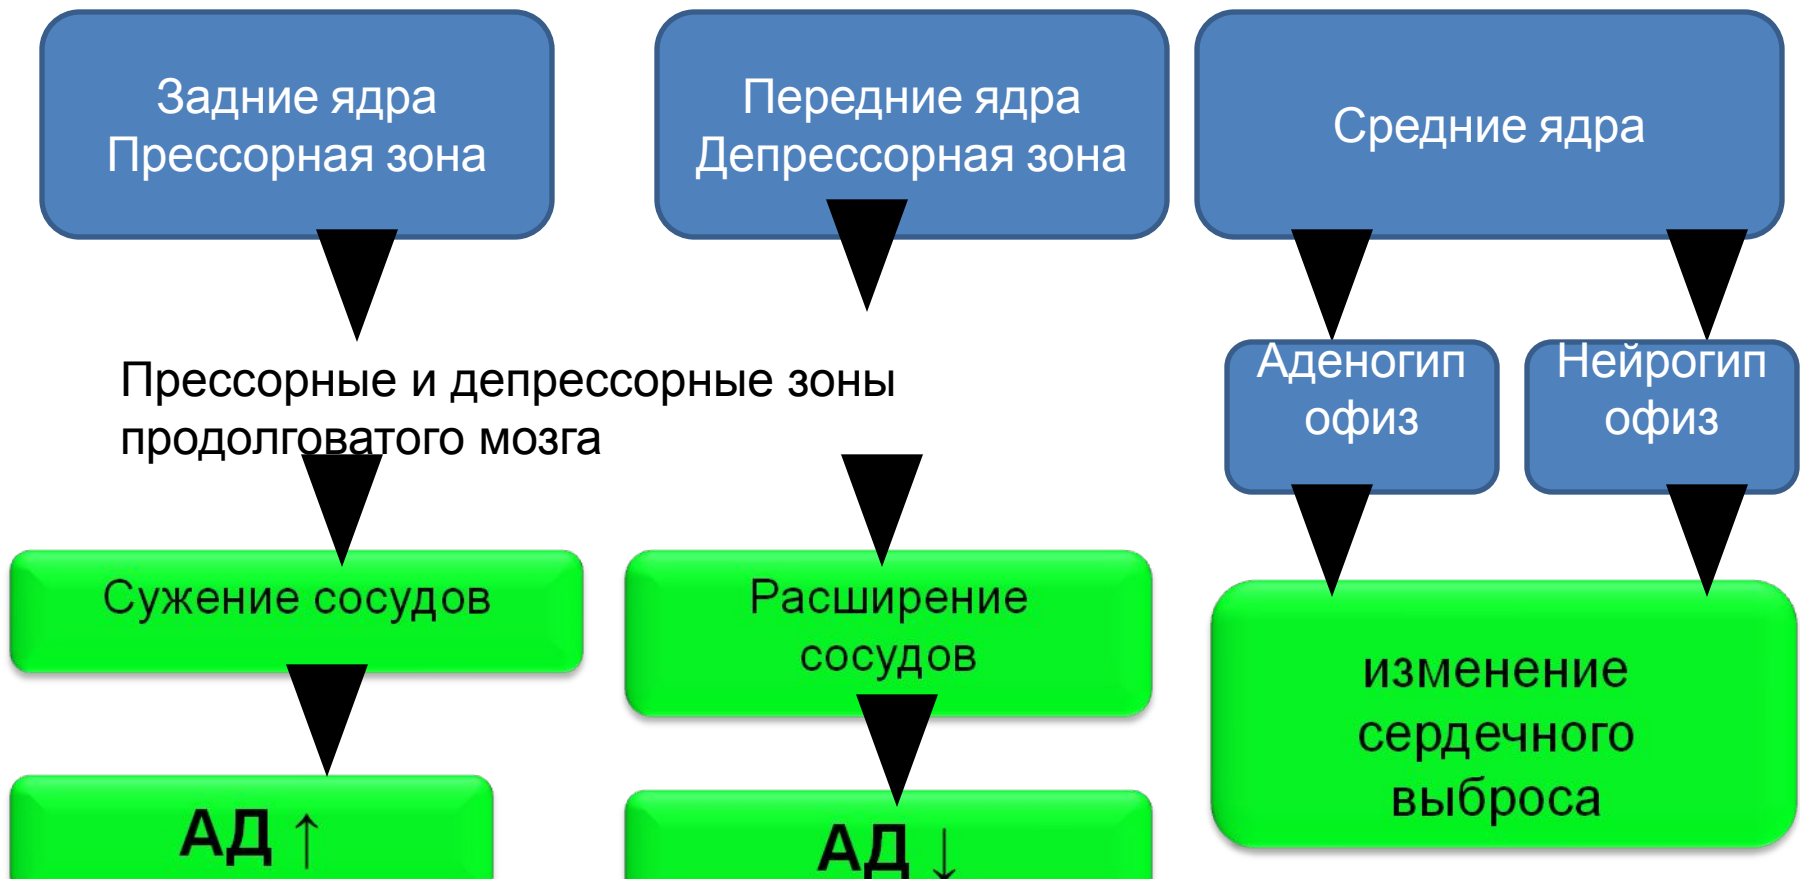 Задние ядра
Прессорная зона
Передние ядра
Депрессорная зона
Средние ядра
Прессорные и депрессорные зоны
продолговатого мозга
Аденогип
офиз
Нейрогип
офиз
Сужение сосудов
Расширение
сосудов
изменение
сердечного
выброса
АД ↑
АД ↓